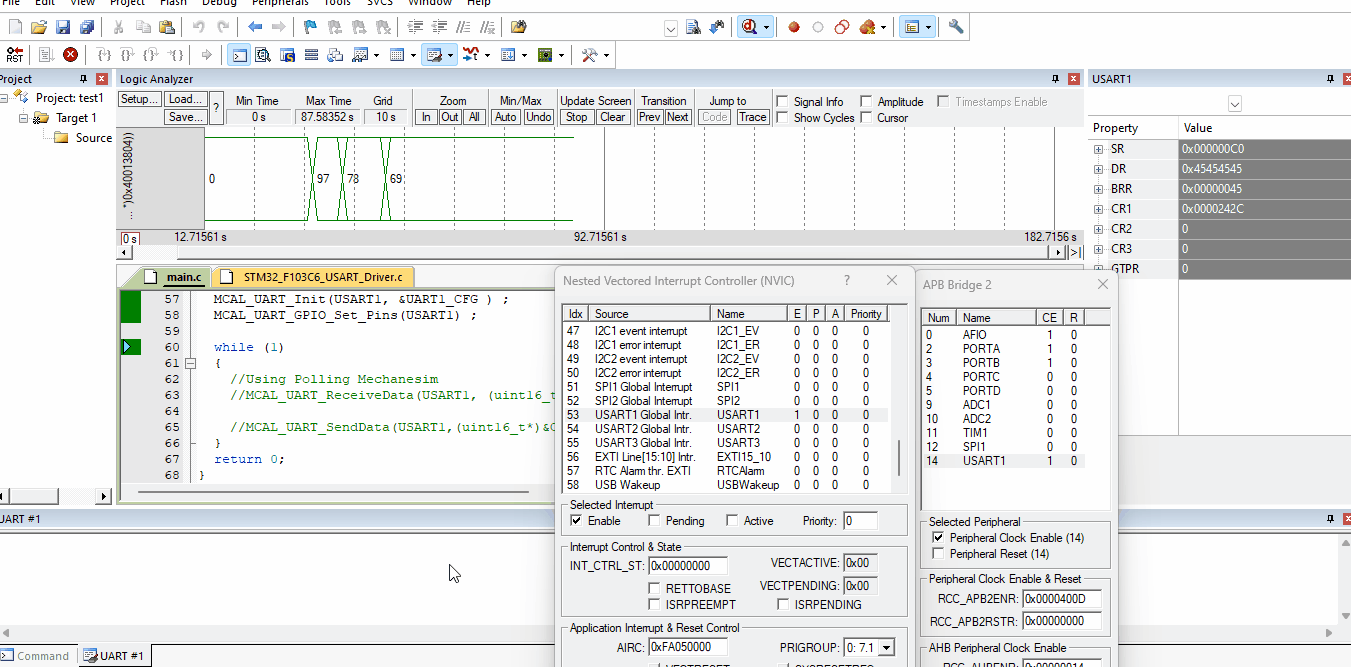 File Edit View Project Flash Debug Peripherals Tools SVCS Window Help
RST
Project
Project: test1
Target 1
Source
Logic Analyzer
Setup... Load... ? Min Time Max Time Grid Zoom Min/Max Update Screen Transition Jump to Signal Info Amplitude Timestamps Enable
Save... 0 s 87.58352 s 10 s In Out All Auto Undo Stop Clear Prev Next Code Trace Show Cycles Cursor
*)0x40013804))
...
0 97 78 69
0 s 12.71561 s 92.71561 s 182.7156 s
main.c STM32_F103C6_USART_Driver.c
57 MCAL_UART_Init(USART1, &UART1_CFG ) ;
58 MCAL_UART_GPIO_Set_Pins(USART1) ;
59
60 while (1)
61 {
62 //Using Polling Mechanesim
63 //MCAL_UART_ReceiveData(USART1, (uint16_t
64
65 //MCAL_UART_SendData(USART1,(uint16_t*)&
66 }
67 return 0;
68 }
Nested Vectored Interrupt Controller (NVIC) ?
Idx Source Name E P A Priority
47 I2C1 event interrupt I2C1_EV 0 0 0 0
48 I2C1 error interrupt I2C1_ER 0 0 0 0
49 I2C2 event interrupt I2C2_EV 0 0 0 0
50 I2C2 error interrupt I2C2_ER 0 0 0 0
51 SPI1 Global Interrupt SPI1 0 0 0 0
52 SPI2 Global Interrupt SPI2 0 0 0 0
53 USART1 Global Intr. USART1 1 0 0 0
54 USART2 Global Intr. USART2 0 0 0 0
55 USART3 Global Intr. USART3 0 0 0 0
56 EXTI Line[15:10] Intr. EXTI15_10 0 0 0 0
57 RTC Alarm thr. EXTI RTCAlarm 0 0 0 0
58 USB Wakeup USBWakeup 0 0 0 0
Selected Interrupt
Enable Pending Active Priority: 0
Interrupt Control & State
INT_CTRL_ST: 0x00000000 VECTACTIVE: 0x00
RETTOBASE VECTPENDING: 0x00
ISRPREEMPT ISRPENDING
Application Interrupt & Reset Control
AIRC: 0xFA050000 PRIGROUP: 0: 7.1
VECTRESET SYSRESETREQ
APB Bridge 2
Num Name CE R
0 AFIO 1 0
2 PORTA 1 0
3 PORTB 1 0
4 PORTC 0 0
5 PORTD 0 0
9 ADC1 0 0
10 ADC2 0 0
11 TIM1 0 0
12 SPI1 0 0
14 USART1 1 0
Selected Peripheral
Peripheral Clock Enable (14)
Peripheral Reset (14)
Peripheral Clock Enable & Reset
RCC_APB2ENR: 0x0000400D
RCC_APB2RSTR: 0x00000000
AHB Peripheral Clock Enable
RCC_AHBENR: 0x00000014
USART1
Property Value
SR 0x000000C0
DR 0x45454545
BRR 0x00000045
CR1 0x0000242C
CR2 0
CR3 0
GTPR 0
UART #1
Command UART #1